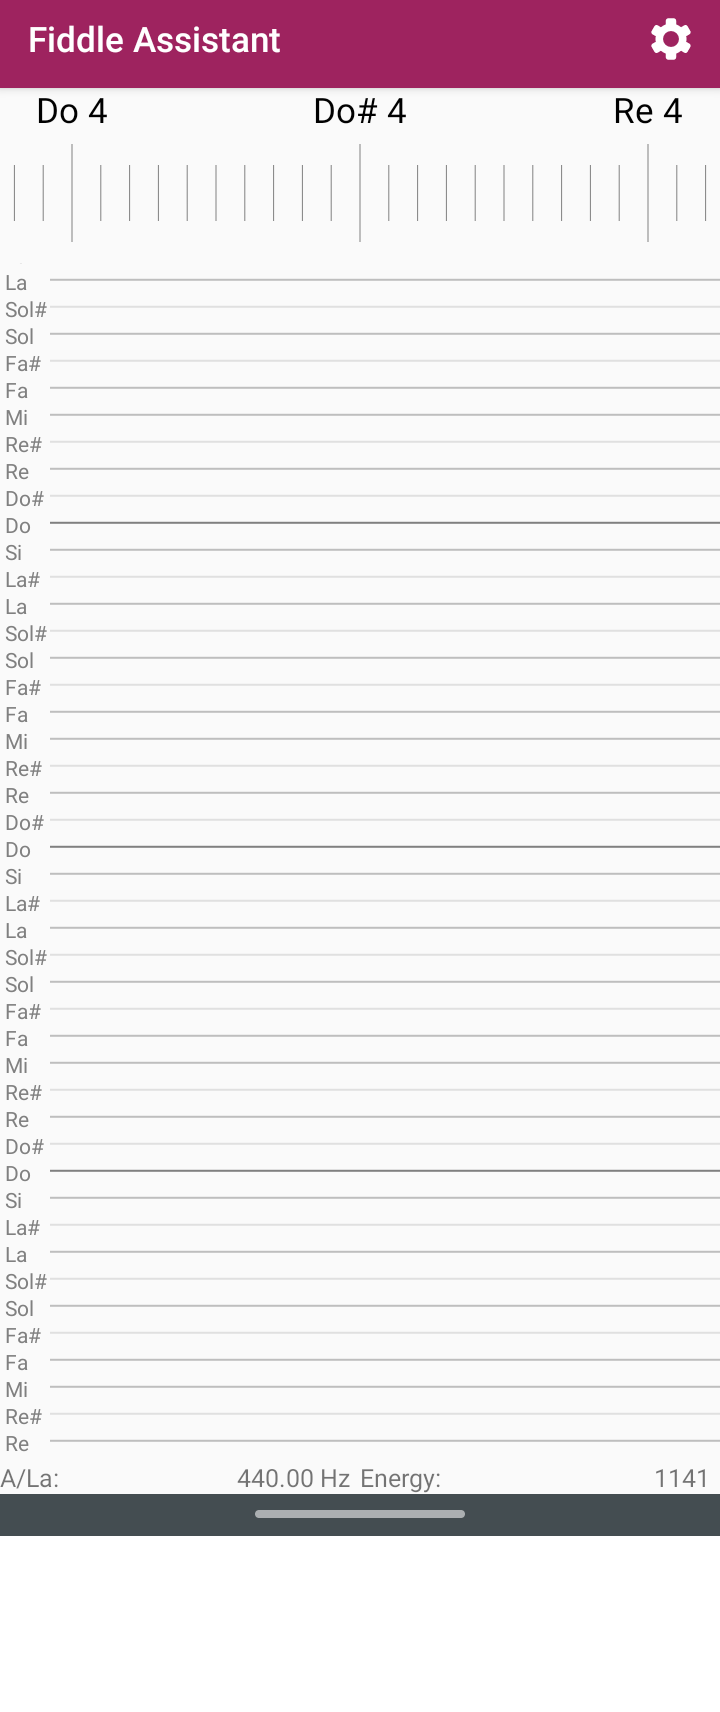 Fiddle Assistant
Do 4 Do# 4 Re 4
La
Sol#
Sol
Fa#
Fa
Mi
Re#
Re
Do#
Do
Si
La#
La
Sol#
Sol
Fa#
Fa
Mi
Re#
Re
Do#
Do
Si
La#
La
Sol#
Sol
Fa#
Fa
Mi
Re#
Re
Do#
Do
Si
La#
La
Sol#
Sol
Fa#
Fa
Mi
Re#
Re
A/La: 440.00 Hz Energy: 1141